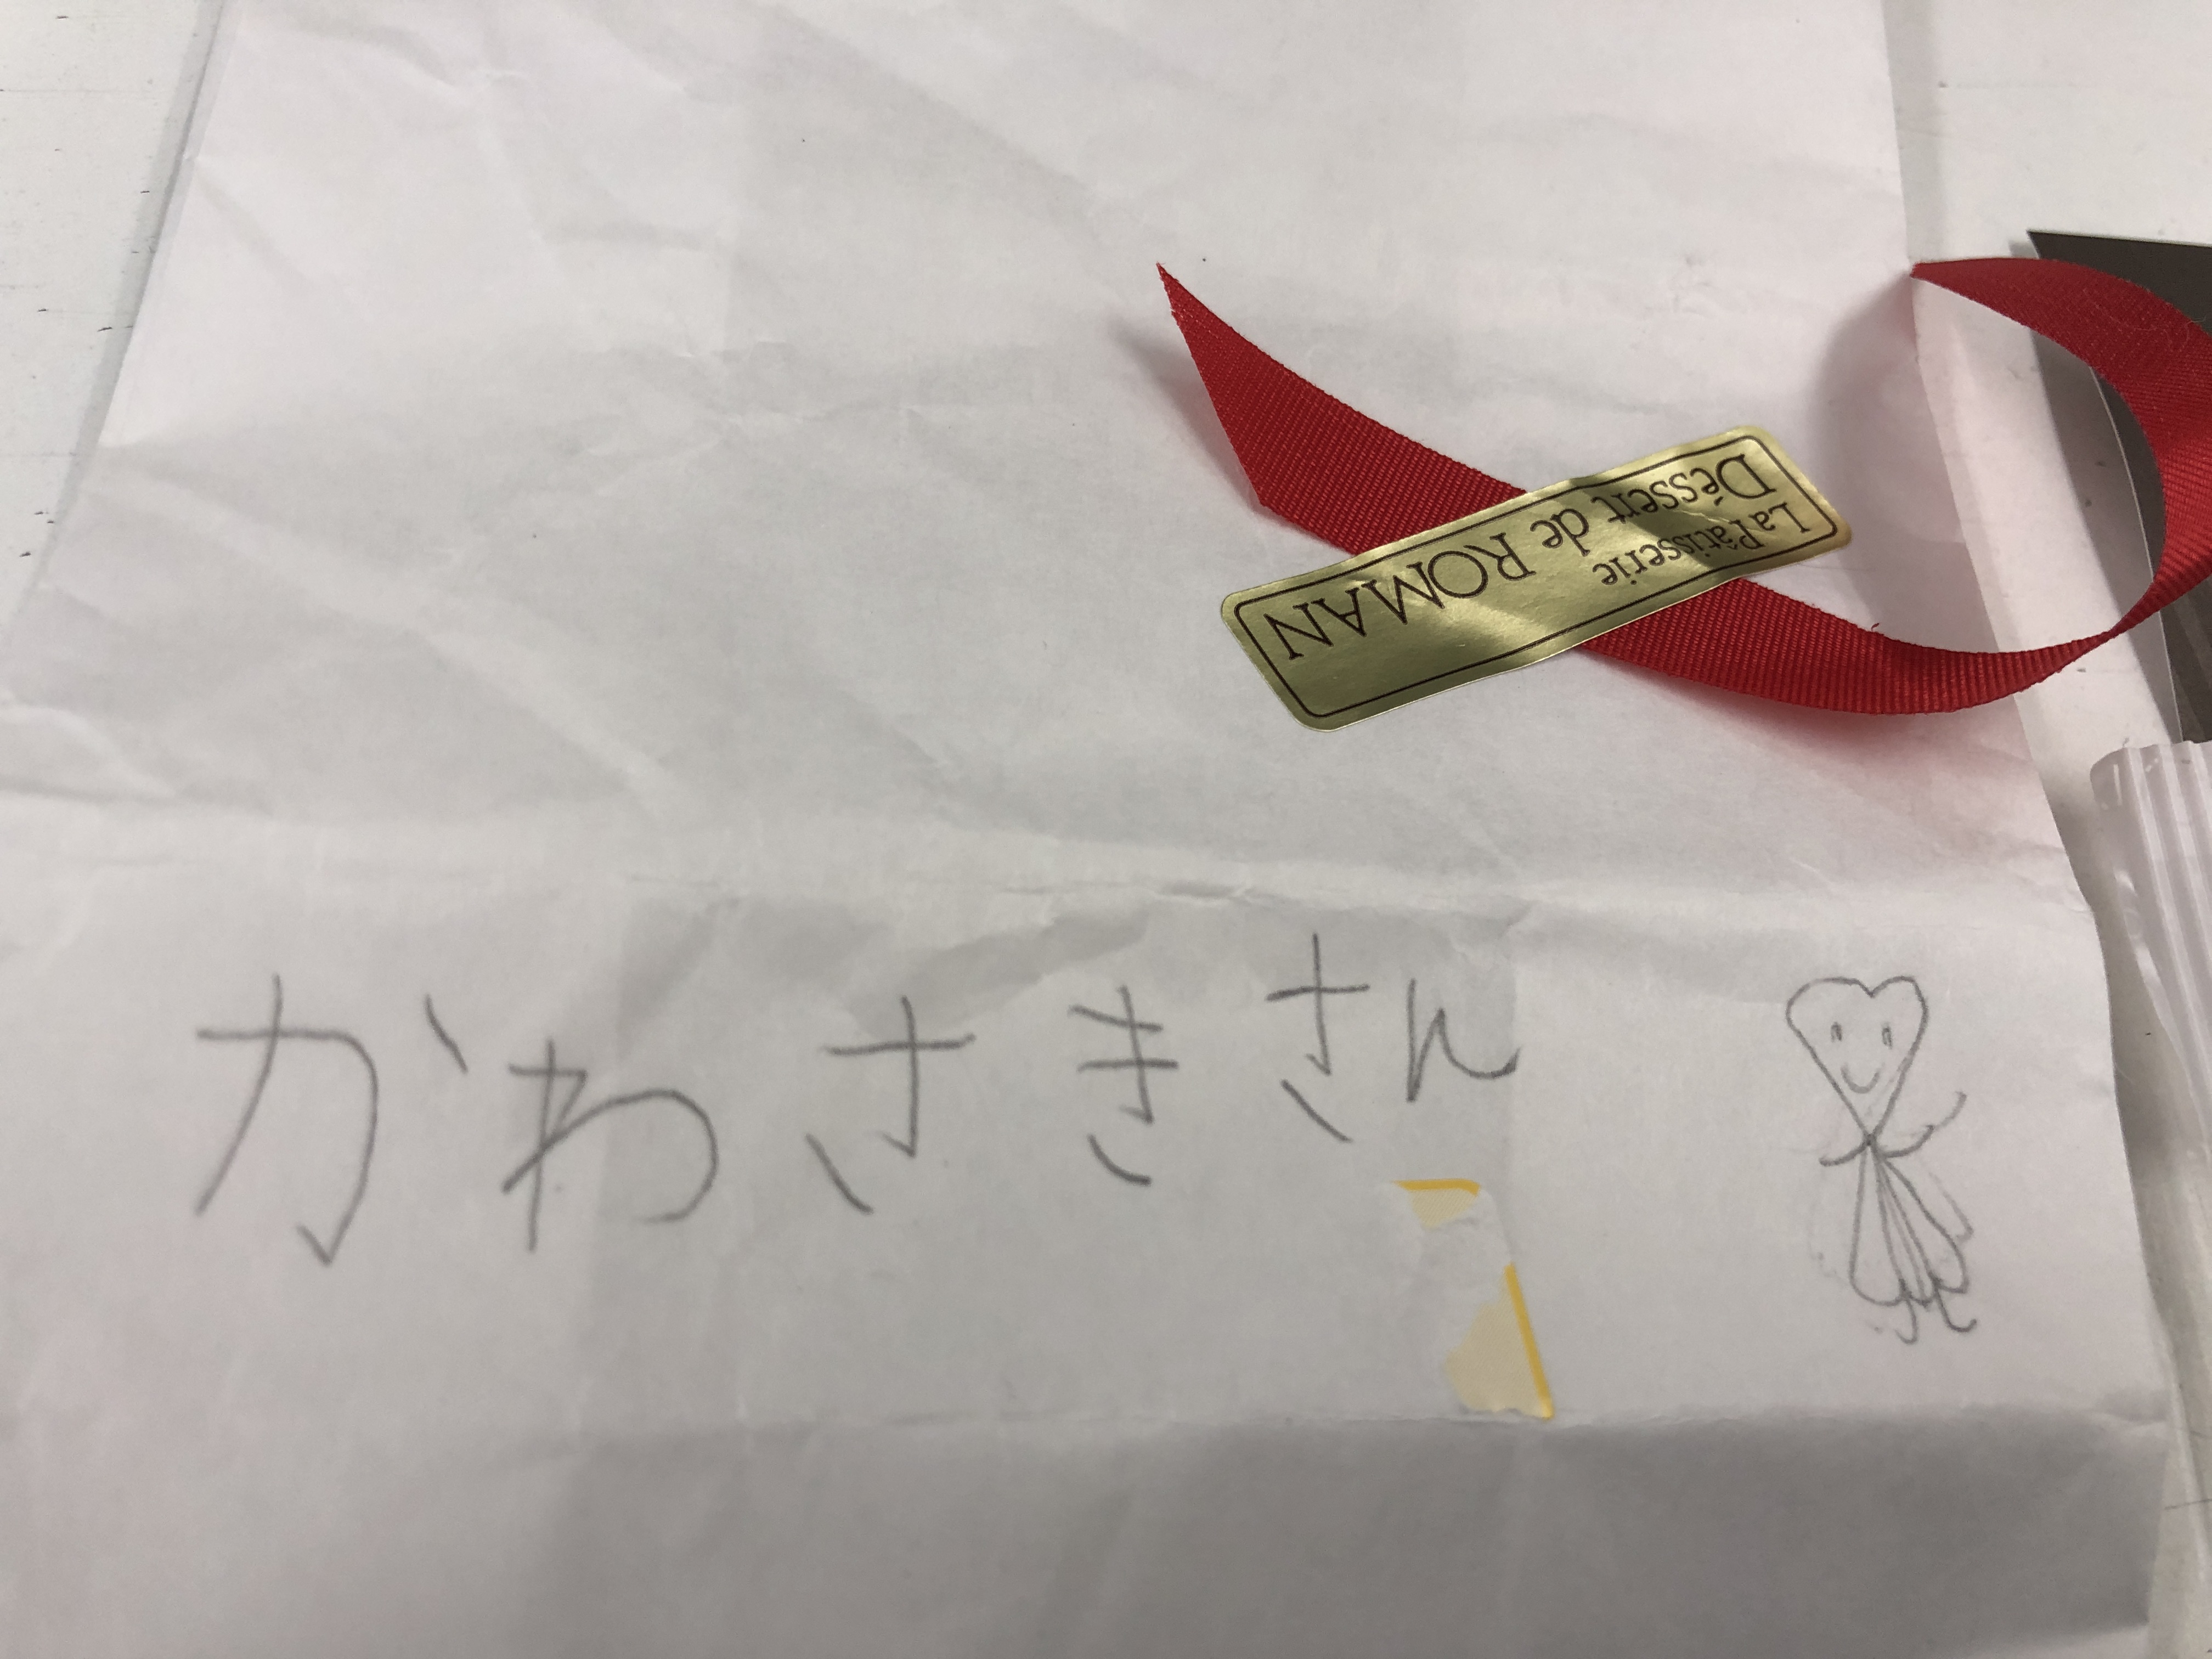 La Pâtisserie
Déssert de ROMAN
かわさきさん